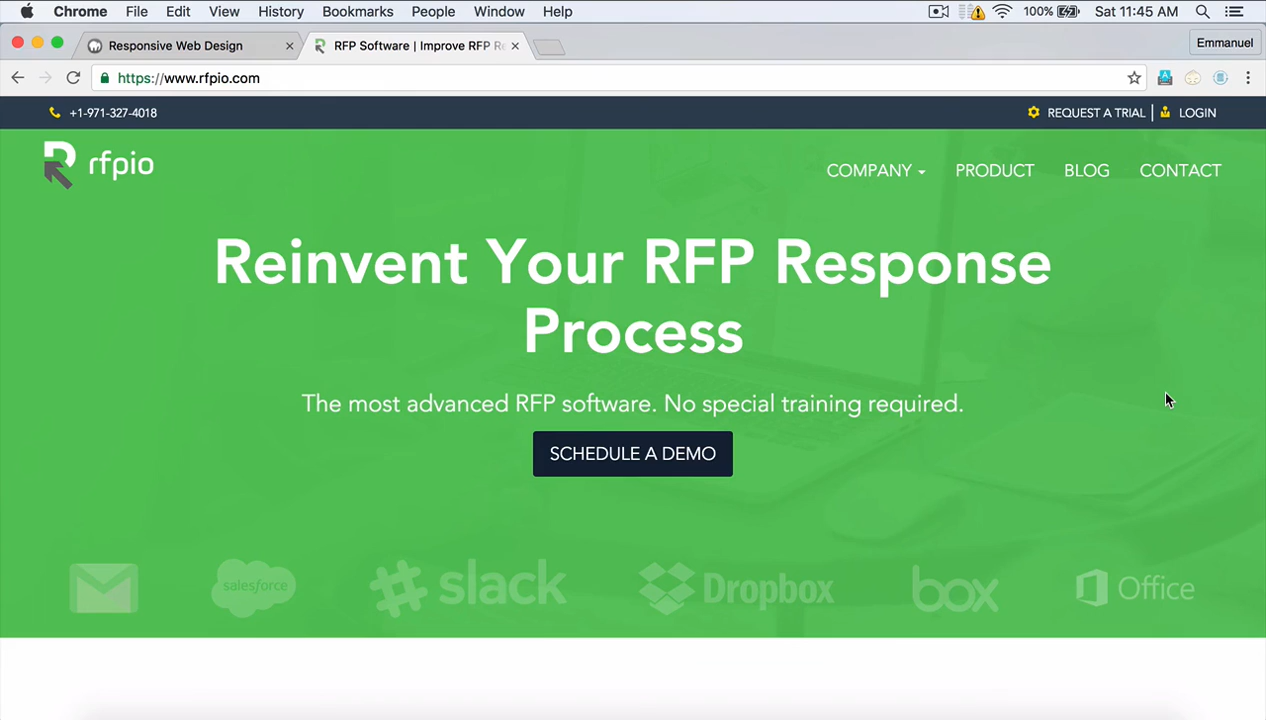 Chrome File Edit View History Bookmarks People Window Help 100% Sat 11:45 AM
Responsive Web Design RFP Software | Improve RFP R Emmanuel
https://www.rfpio.com
+1-971-327-4018 REQUEST A TRIAL LOGIN
rfpio COMPANY PRODUCT BLOG CONTACT
Reinvent Your RFP Response
Process
The most advanced RFP software. No special training required.
SCHEDULE A DEMO
salesforce slack Dropbox box Office